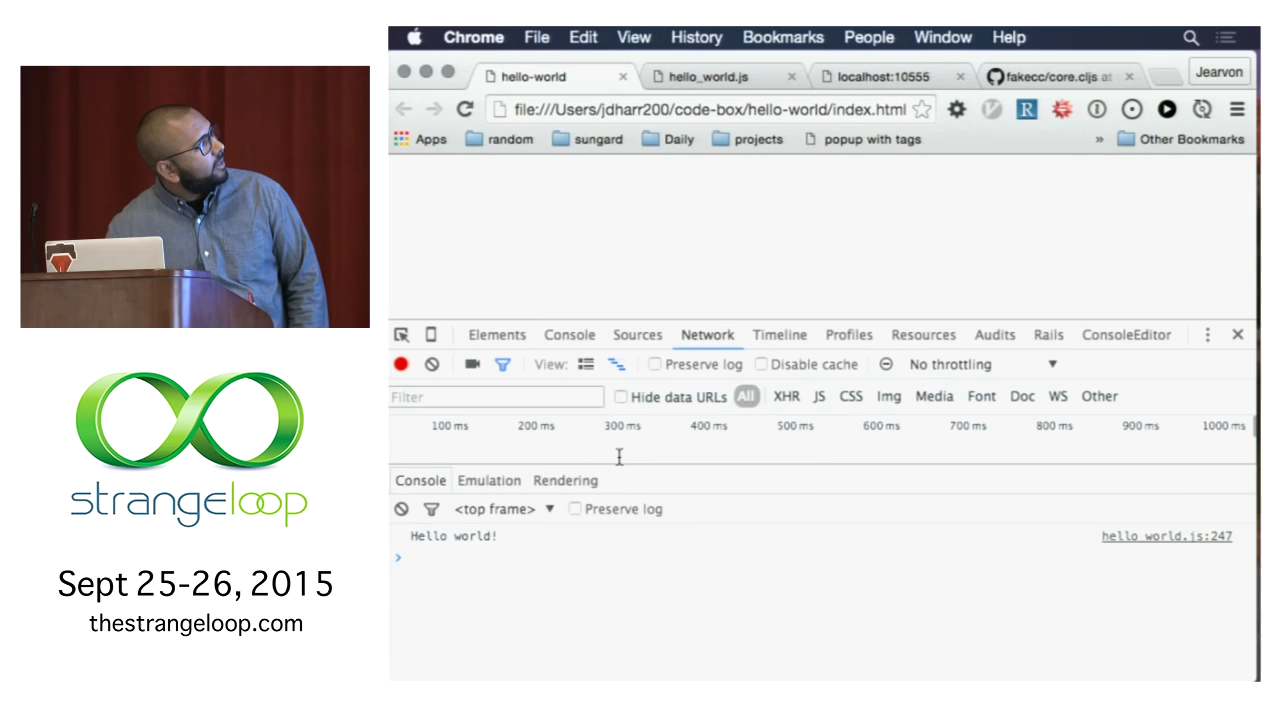 Chrome File Edit View History Bookmarks People Window Help
hello-world × hello_world.js × localhost:10555 × fakecc/core.cljs at × Jearvon
file:///Users/jdharr200/code-box/hello-world/index.html
Apps random sungard Daily projects popup with tags » Other Bookmarks
Elements Console Sources Network Timeline Profiles Resources Audits Rails ConsoleEditor
View: Preserve log Disable cache No throttling
Filter Hide data URLs All XHR JS CSS Img Media Font Doc WS Other
100 ms 200 ms 300 ms 400 ms 500 ms 600 ms 700 ms 800 ms 900 ms 1000 ms
Console Emulation Rendering
<top frame> Preserve log
Hello world! hello_world.js:247
strangeloop
Sept 25-26, 2015
thestrangeloop.com